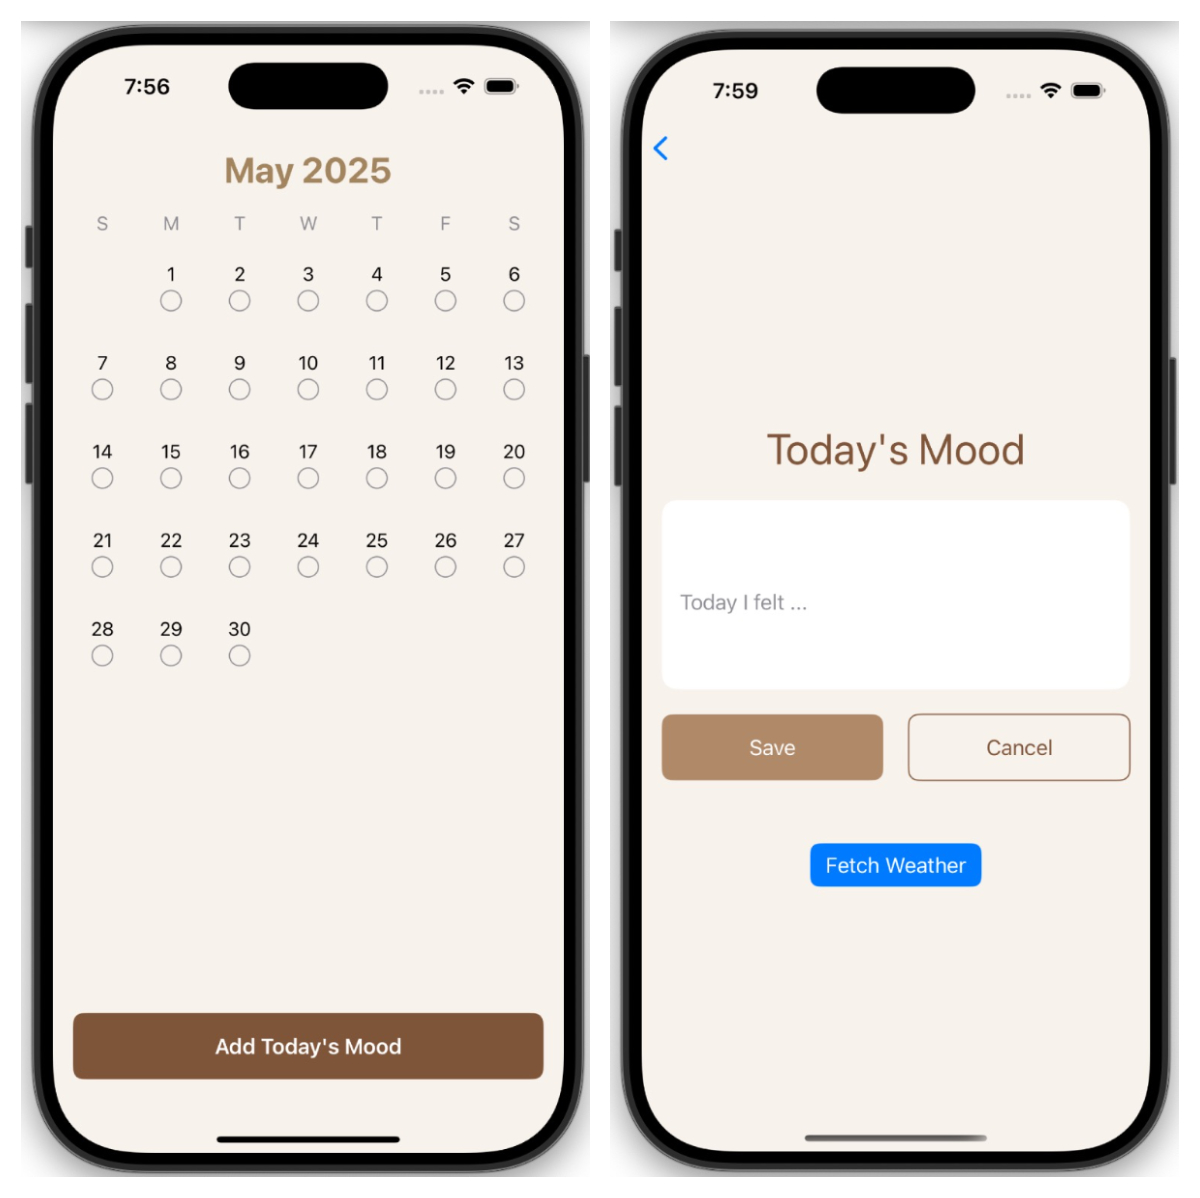 7:56
May 2025
S M T W T F S
1 2 3 4 5 6
7 8 9 10 11 12 13
14 15 16 17 18 19 20
21 22 23 24 25 26 27
28 29 30
Add Today's Mood
7:59
Today's Mood
Today I felt ...
Save Cancel
Fetch Weather